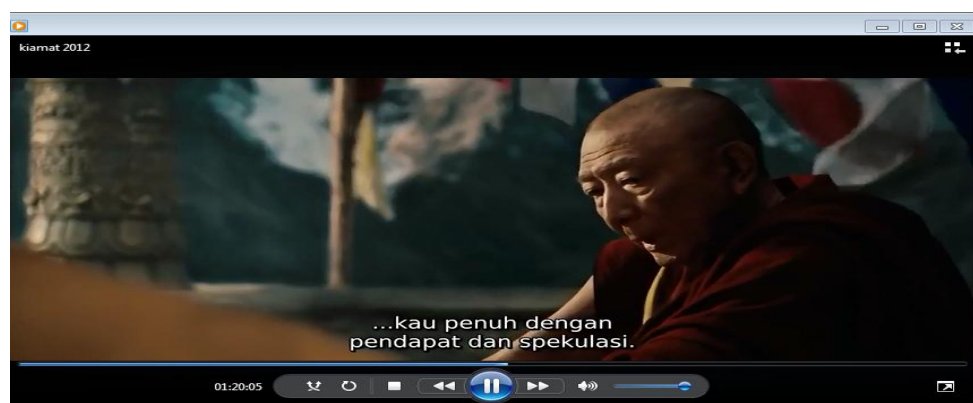 kiamat 2012
...kau penuh dengan
pendapat dan spekulasi.
01:20:05